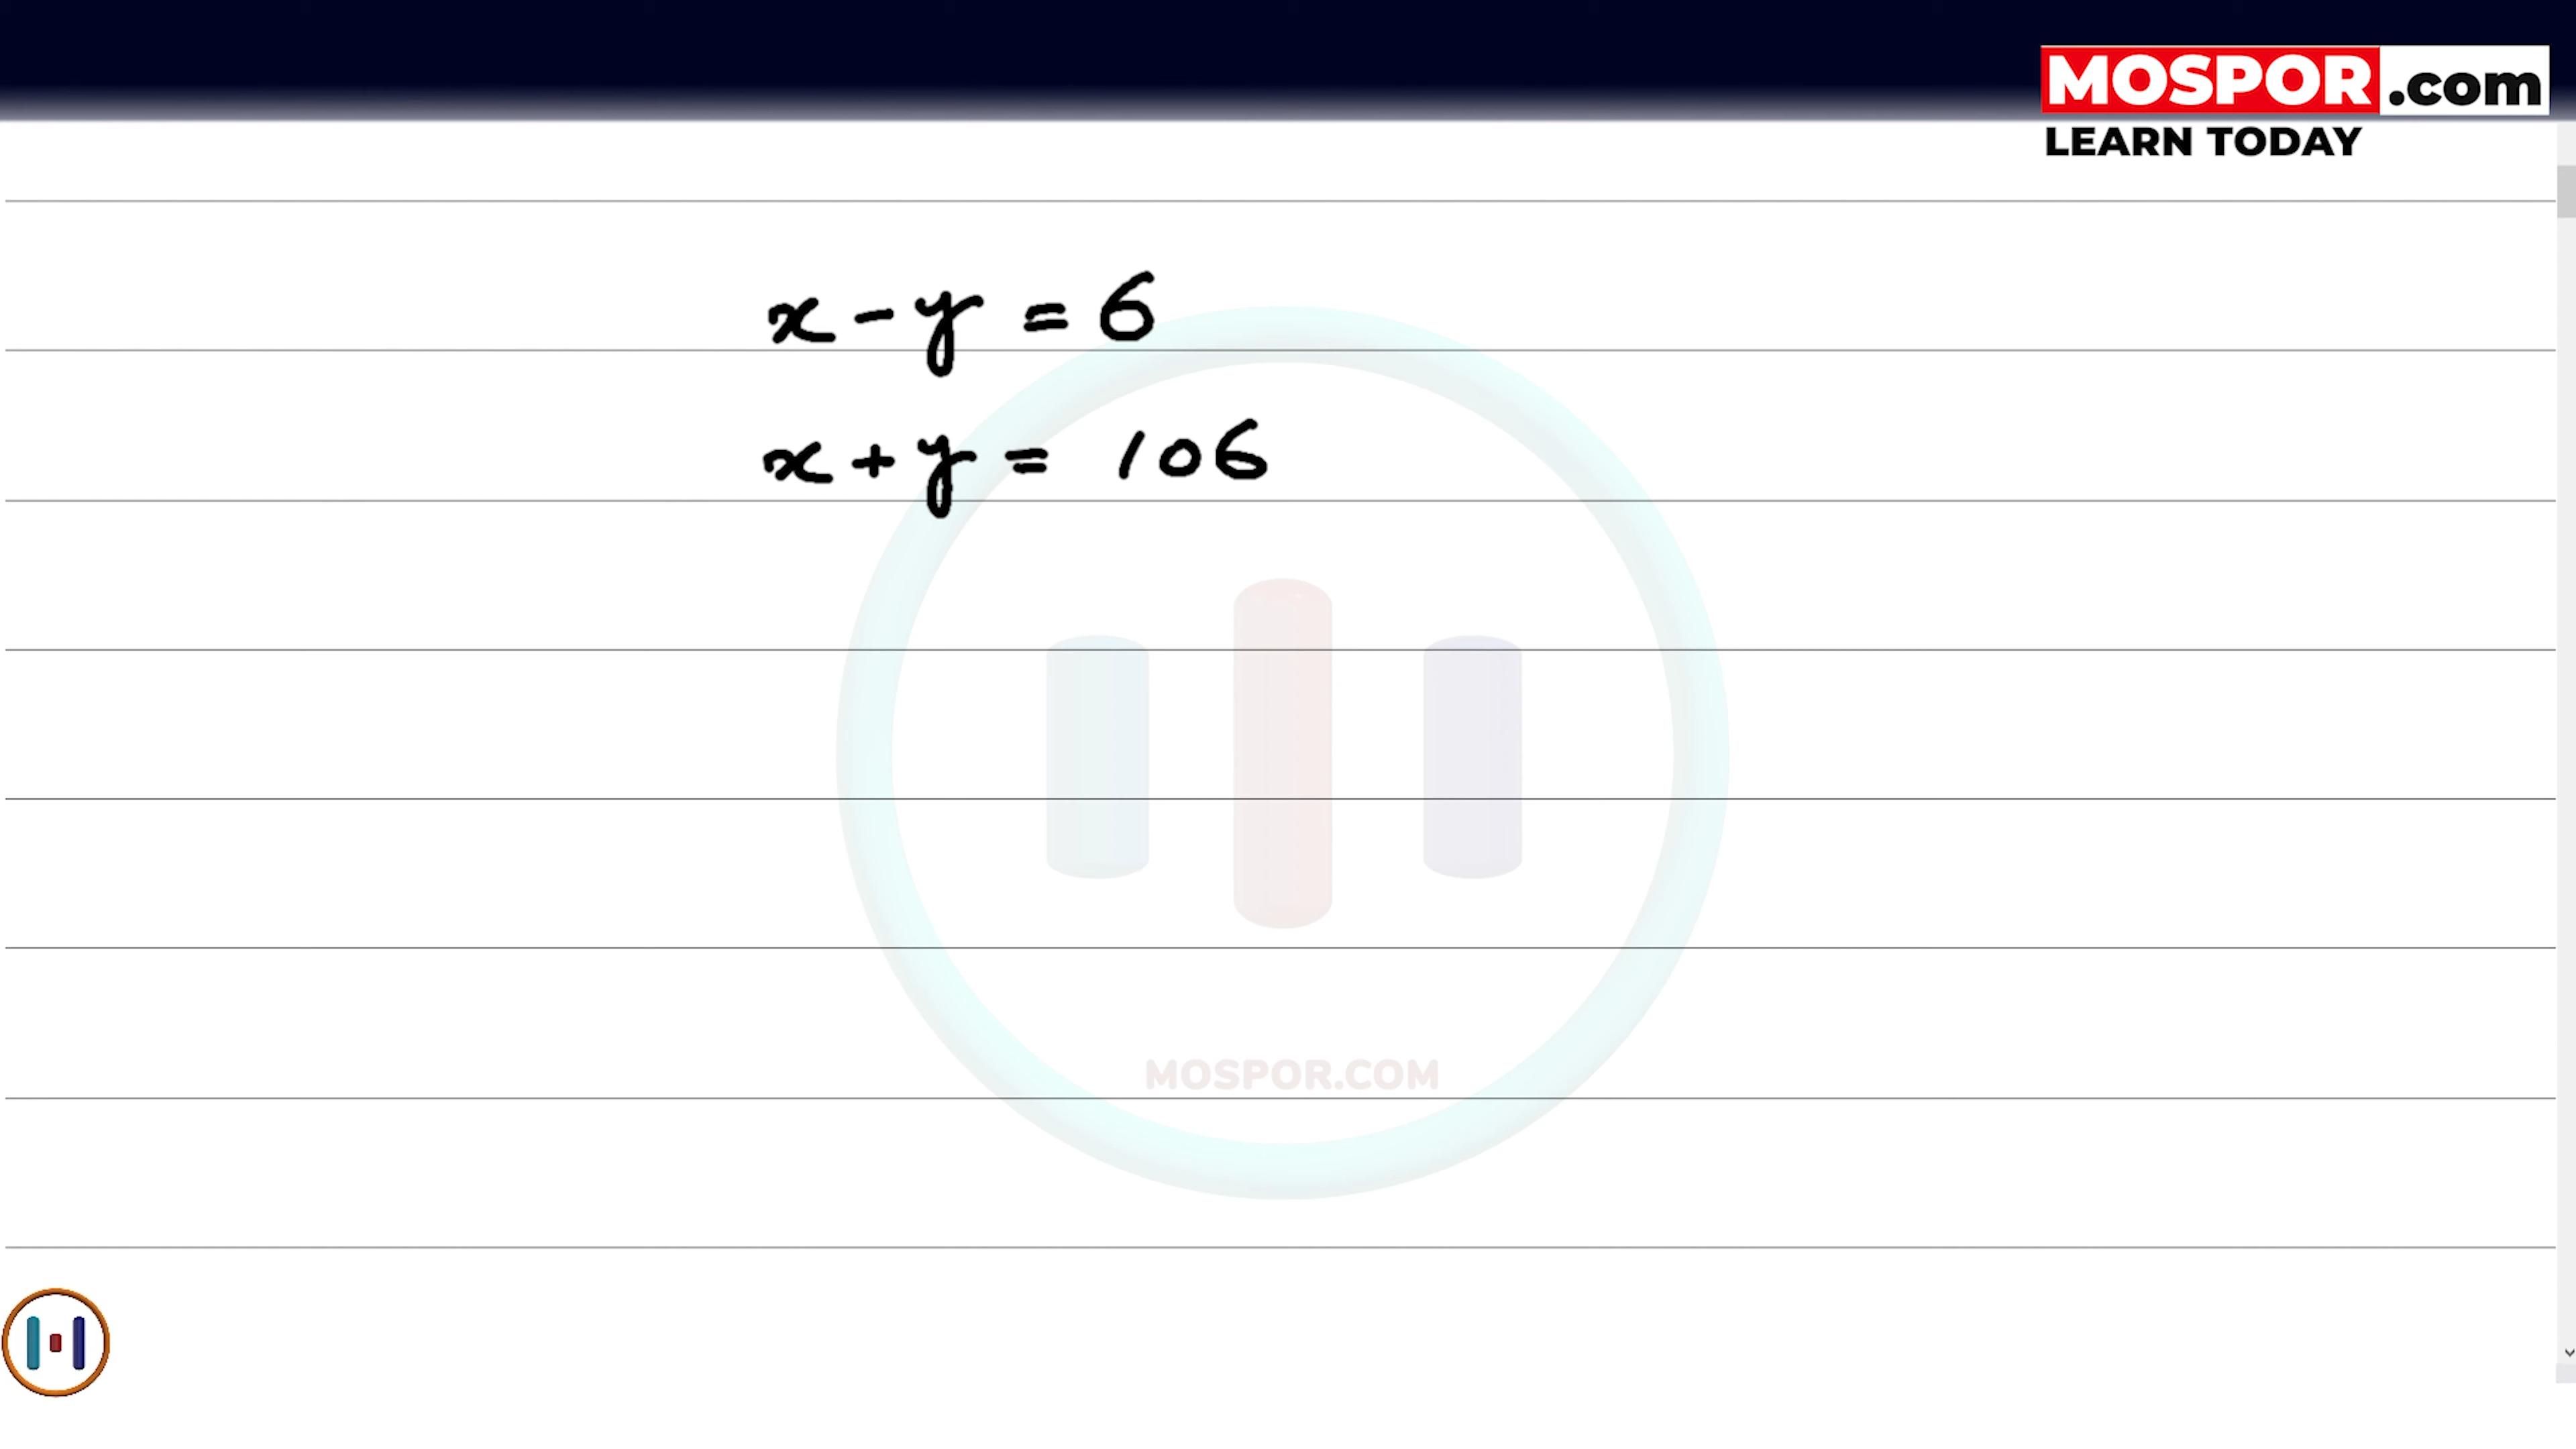 MOSPOR.com
LEARN TODAY
x - y = 6
x + y = 106
MOSPOR.COM